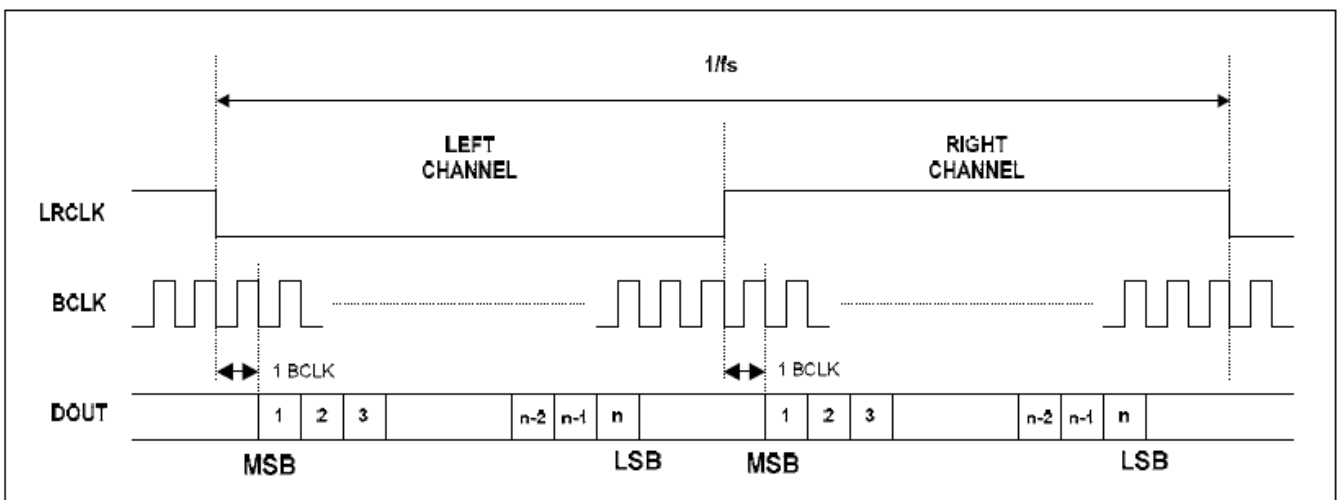 1/fs
LEFT
CHANNEL
RIGHT
CHANNEL
LRCLK
BCLK
1 BCLK
1 BCLK
DOUT
1 2 3 n-2 n-1 n 1 2 3 n-2 n-1 n
MSB LSB MSB LSB